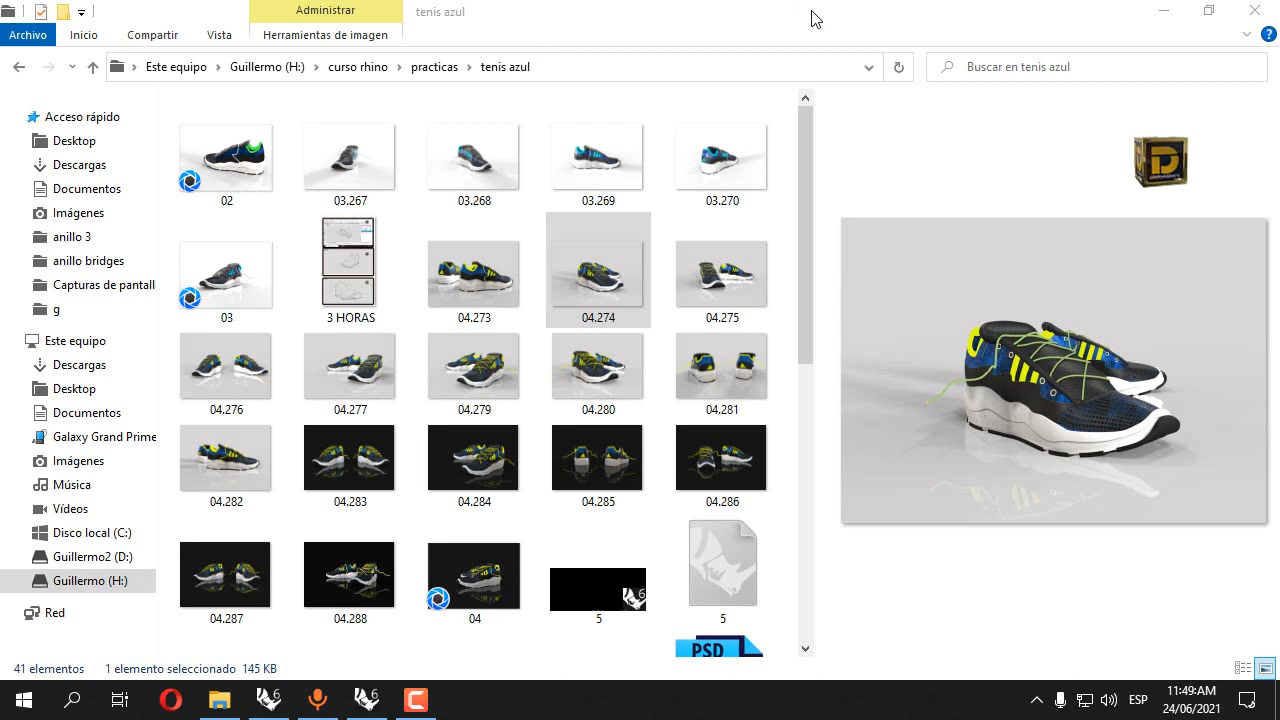 Administrar
tenis azul
Archivo
Inicio
Compartir
Vista
Herramientas de imagen
Este equipo
Guillermo (H:)
curso rhino
practicas
tenis azul
Buscar en tenis azul
Acceso rápido
Desktop
Descargas
Documentos
Imágenes
anillo 3
anillo bridges
Capturas de pantall
g
Este equipo
Descargas
Desktop
Documentos
Galaxy Grand Prime
Imágenes
Música
Vídeos
Disco local (C:)
Guillermo2 (D:)
Guillermo (H:)
Red
02
03.267
03.268
03.269
03.270
03
3 HORAS
04.273
04.274
04.275
04.276
04.277
04.279
04.280
04.281
04.282
04.283
04.284
04.285
04.286
04.287
04.288
04
6
5
5
PSD
41 elementos
1 elemento seleccionado 145 KB
6
6
ESP
11:49:AM
24/06/2021